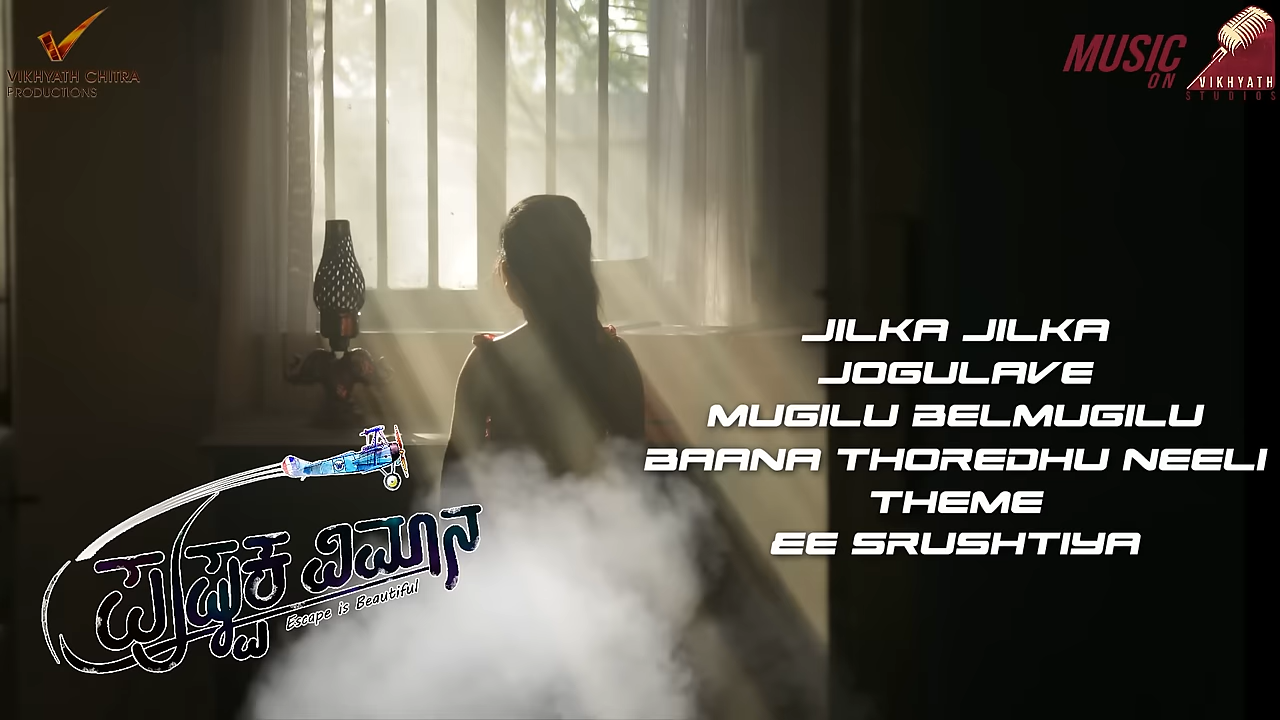 VIKHYATH CHITRA
PRODUCTIONS
MUSIC
ON
VIKHYATH
STUDIOS
JILKA JILKA
JOGULAVE
MUGILU BELMUGILU
BAANA THOREDHU NEELI
THEME
EE SRUSHTIYA
ಪುಷ್ಪಕ ವಿಮಾನ
Escape is Beautiful